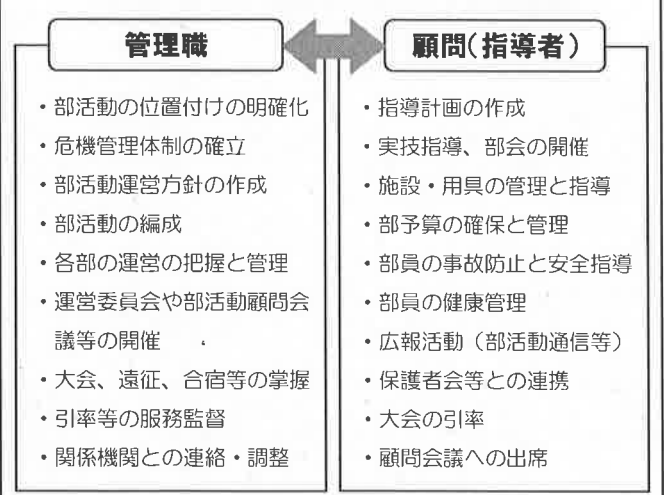 管理職
・部活動の位置付けの明確化
・危機管理体制の確立
・部活動運営方針の作成
・部活動の編成
・各部の運営の把握と管理
・運営委員会や部活動顧問会
議等の開催
・大会、遠征、合宿等の掌握
・引率等の服務監督
・関係機関との連絡・調整
顧問(指導者)
・指導計画の作成
・実技指導、部会の開催
・施設・用具の管理と指導
・部予算の確保と管理
・部員の事故防止と安全指導
・部員の健康管理
・広報活動(部活動通信等)
・保護者会等との連携
・大会の引率
・顧問会議への出席